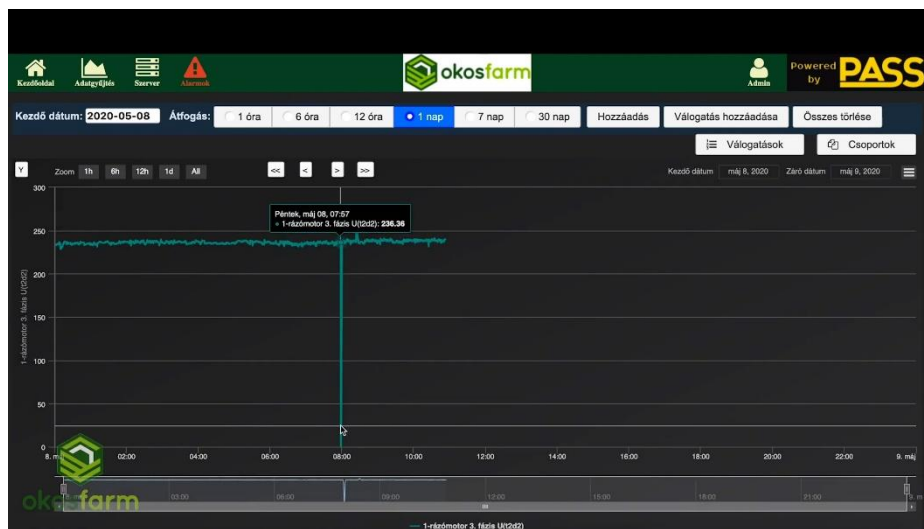 Kezdőoldal Adatgyűjtés Szerver Alarmok okosfarm Admin Powered by PASS
Kezdő dátum: 2020-05-08 Átfogás: 1 óra 6 óra 12 óra 1 nap 7 nap 30 nap Hozzáadás Válogatás hozzáadása Összes törlése
Válogatások Csoportok
Y Zoom 1h 6h 12h 1d All << < > >> Kezdő dátum máj 8, 2020 Záró dátum máj 9, 2020
300
Péntek, máj 08, 07:57
1-rázómotor 3. fázis U(t2d2): 236.36
250
200
150
100
50
0
1-rázómotor 3. fázis U(t2d2)
02:00 04:00 06:00 08:00 10:00 12:00 14:00 16:00 18:00 20:00 22:00 9. máj
03:00 06:00 09:00 12:00 15:00 18:00 21:00
okosfarm
1-rázómotor 3. fázis U(t2d2)